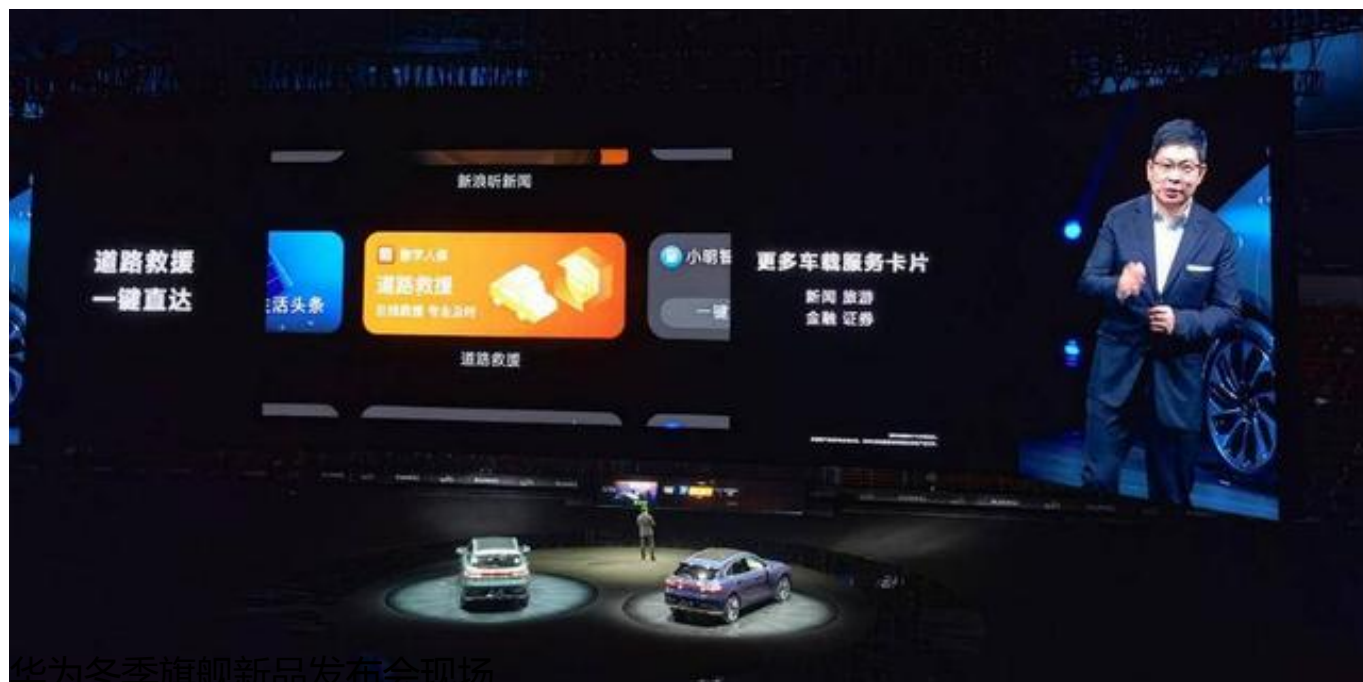 新浪听新闻
道路救援
一键直达
活头条
数字人保
道路救援
在线救援 专业及时
道路救援
小明智
一键
更多车载服务卡片
新闻 旅游
金融 证券
华为冬季旗舰新品发布会现场